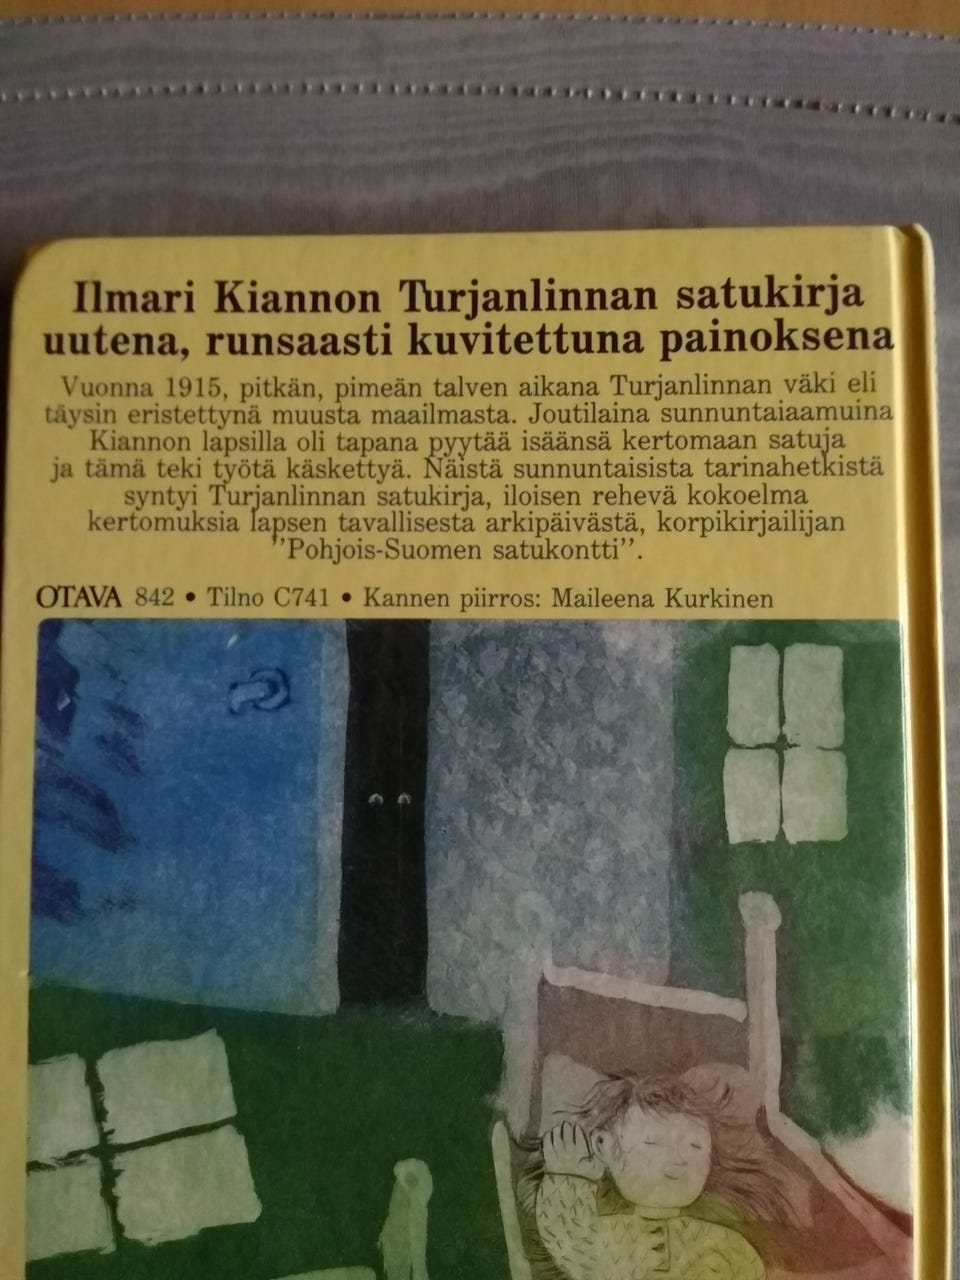 Ilmari Kiannon Turjanlinnan satukirja
uutena, runsaasti kuvitettuna painoksena
Vuonna 1915, pitkän, pimeän talven aikana Turjanlinnan väki eli
täysin eristettynä muusta maailmasta. Joutilaina sunnuntaiaamuina
Kiannon lapsilla oli tapana pyytää isäänsä kertomaan satuja
ja tämä teki työtä käskettyä. Näistä sunnuntaisista tarinahetkistä
syntyi Turjanlinnan satukirja, iloisen rehevä kokoelma
kertomuksia lapsen tavallisesta arkipäivästä, korpikirjailijan
"Pohjois-Suomen satukontti".
OTAVA 842 • Tilno C741 • Kannen piirros: Maileena Kurkinen